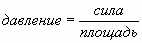 давление = сила / площадь